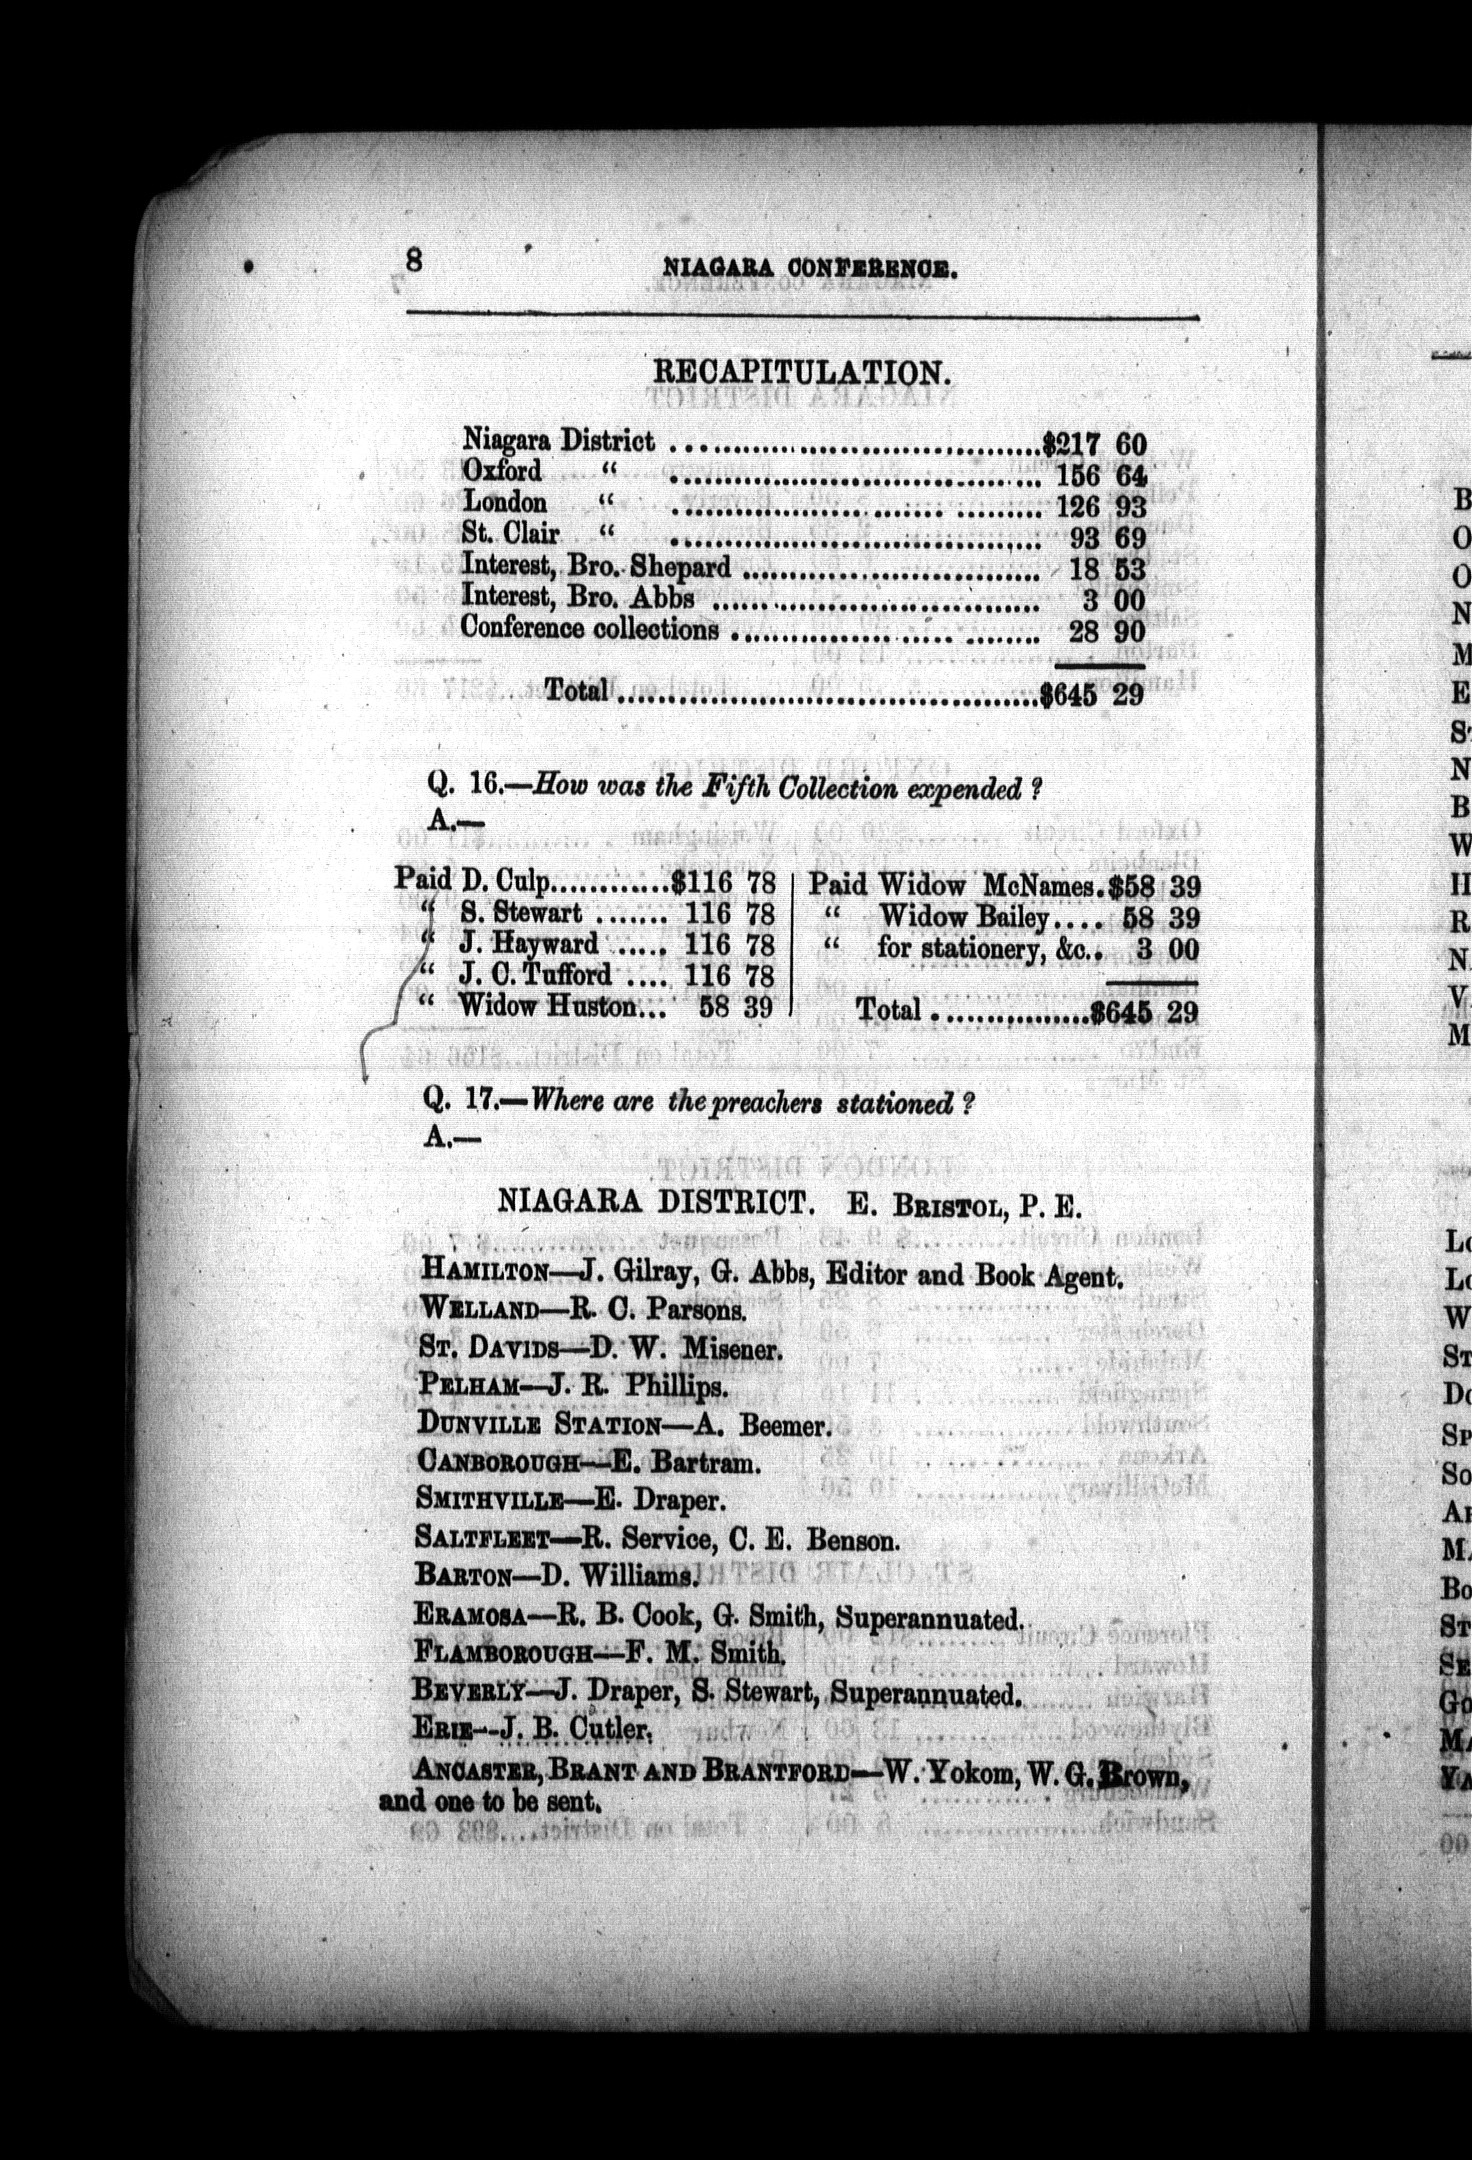 8 NIAGARA CONFERENCE.
RECAPITULATION.
Niagara District ........................................$217 60
Oxford " ........................................ 156 64
London " ........................................ 126 93
St. Clair " ........................................ 93 69
Interest, Bro. Shepard ................................ 18 53
Interest, Bro. Abbs .................................... 3 00
Conference collections ................................ 28 90
Total.............................................$645 29
Q. 16.—How was the Fifth Collection expended ?
A.—
Paid D. Culp............$116 78
" S. Stewart ....... 116 78
" J. Hayward ..... 116 78
" J. C. Tufford .... 116 78
" Widow Huston... 58 39
Paid Widow McNames.$58 39
" Widow Bailey.... 58 39
" for stationery, &c.. 3 00
Total ................$645 29
Q. 17.—Where are the preachers stationed ?
A.—
NIAGARA DISTRICT. E. BRISTOL, P. E.
HAMILTON—J. Gilray, G. Abbs, Editor and Book Agent.
WELLAND—R. C. Parsons.
ST. DAVIDS—D. W. Misener.
PELHAM—J. R. Phillips.
DUNVILLE STATION—A. Beemer.
CANBOROUGH—E. Bartram.
SMITHVILLE—E. Draper.
SALTFLEET—R. Service, C. E. Benson.
BARTON—D. Williams.
ERAMOSA—R. B. Cook, G. Smith, Superannuated.
FLAMBOROUGH—F. M. Smith.
BEVERLY—J. Draper, S. Stewart, Superannuated.
ERIE--J. B. Cutler.
ANCASTER, BRANT AND BRANTFORD—W. Yokom, W. G. Brown,
and one to be sent.